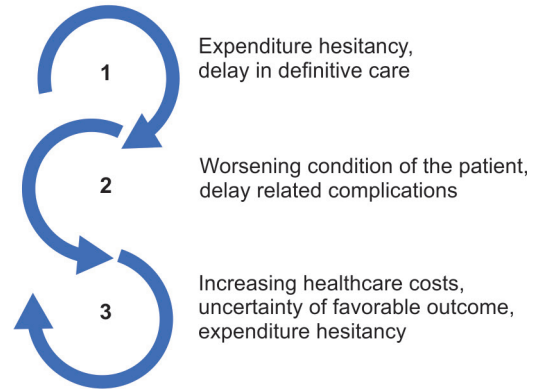 1
Expenditure hesitancy,
delay in definitive care
2
Worsening condition of the patient,
delay related complications
3
Increasing healthcare costs,
uncertainty of favorable outcome,
expenditure hesitancy